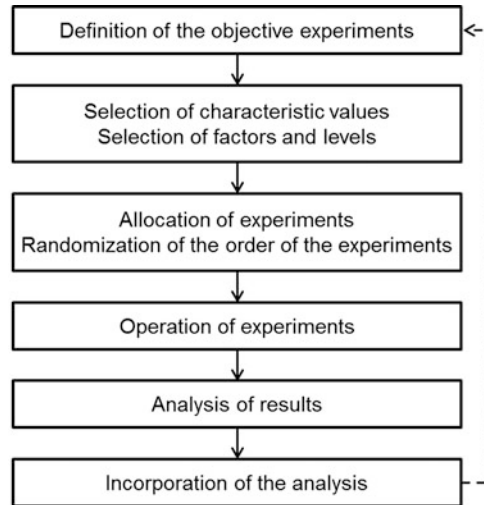 Definition of the objective experiments
Selection of characteristic values
Selection of factors and levels
Allocation of experiments
Randomization of the order of the experiments
Operation of experiments
Analysis of results
Incorporation of the analysis